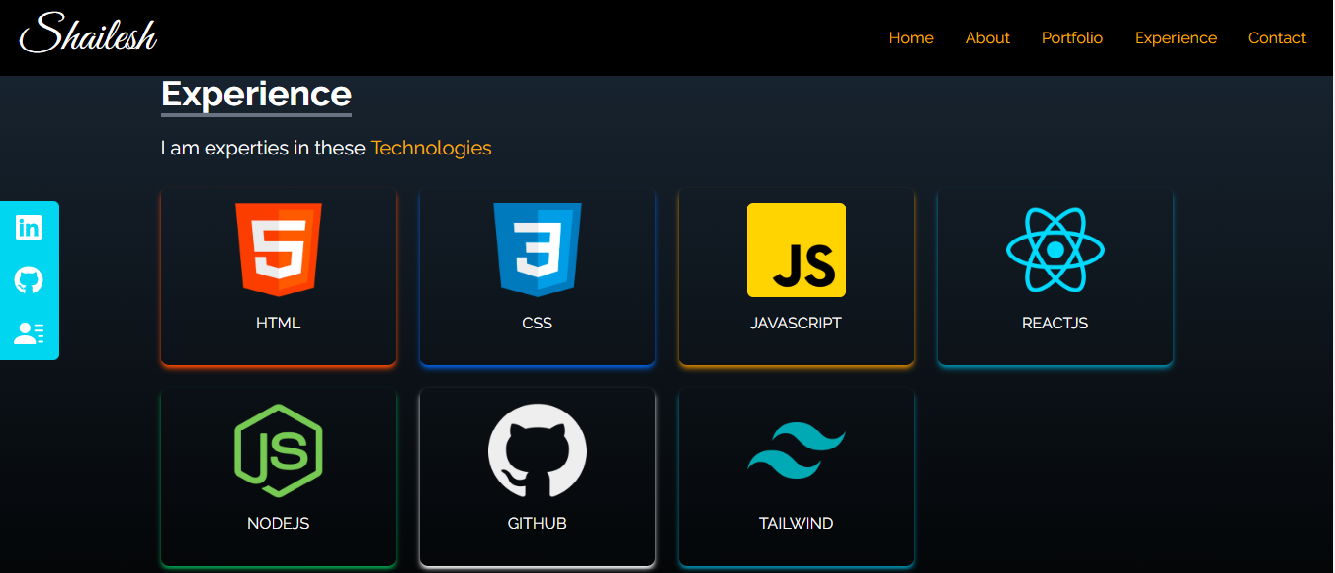 Shailesh
Home About Portfolio Experience Contact
Experience
I am experties in these Technologies
in
5 3 JS
HTML CSS JAVASCRIPT REACTJS
JS
NODEJS GITHUB TAILWIND